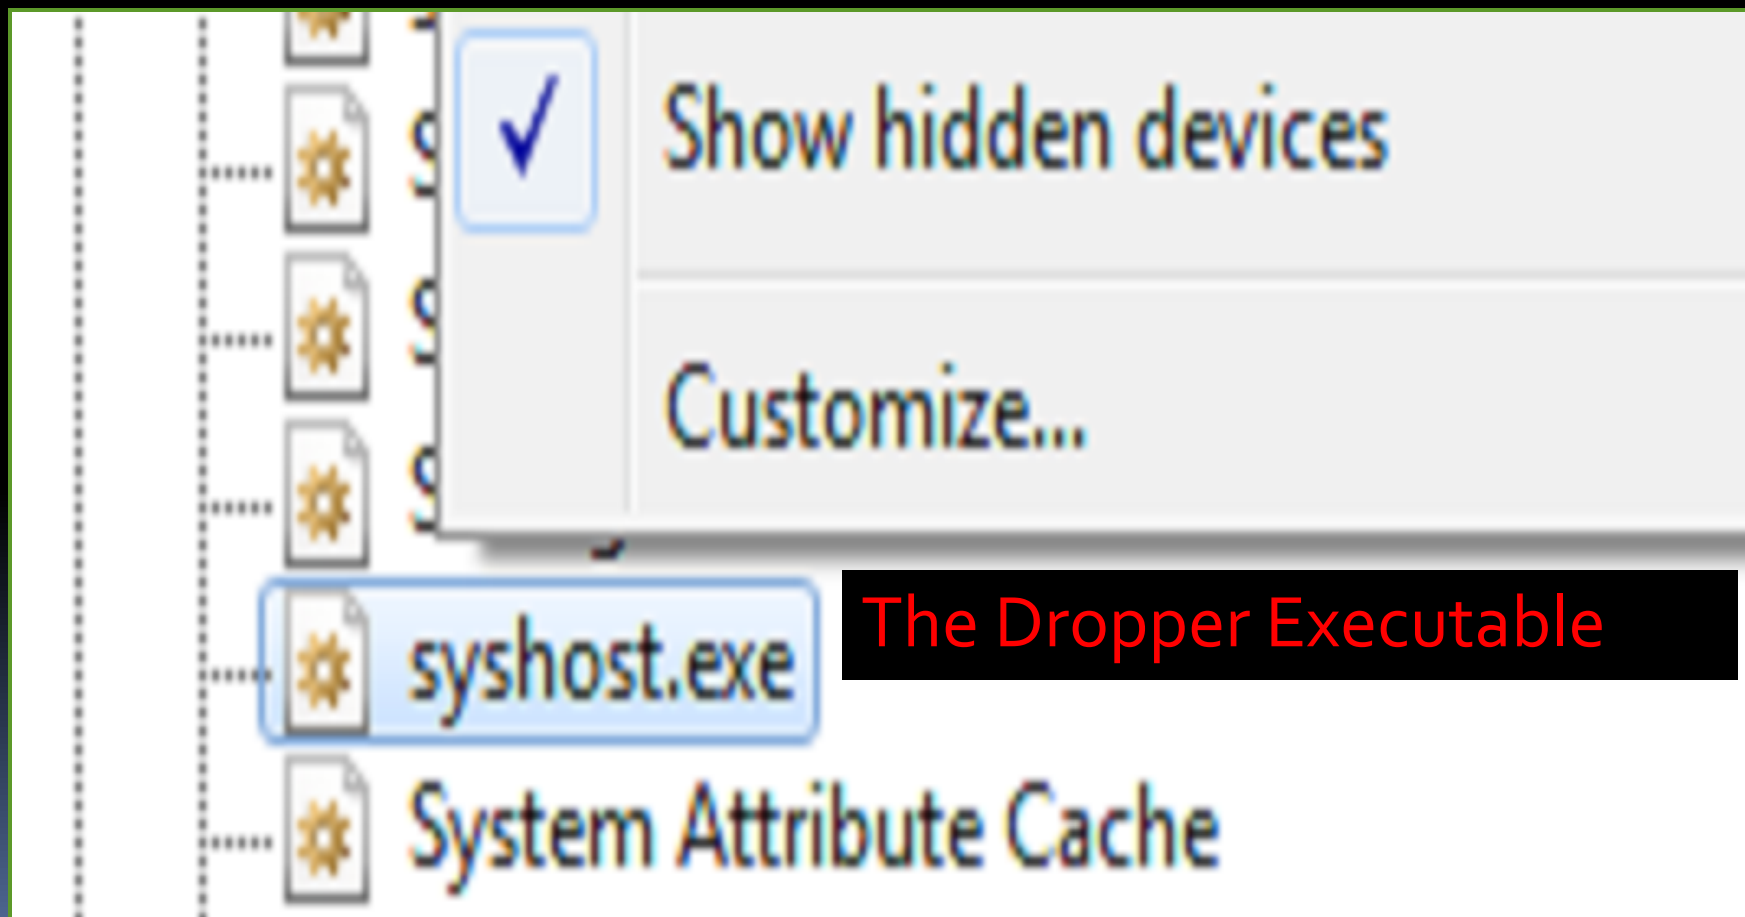 Show hidden devices
Customize...
syshost.exe
The Dropper Executable
System Attribute Cache